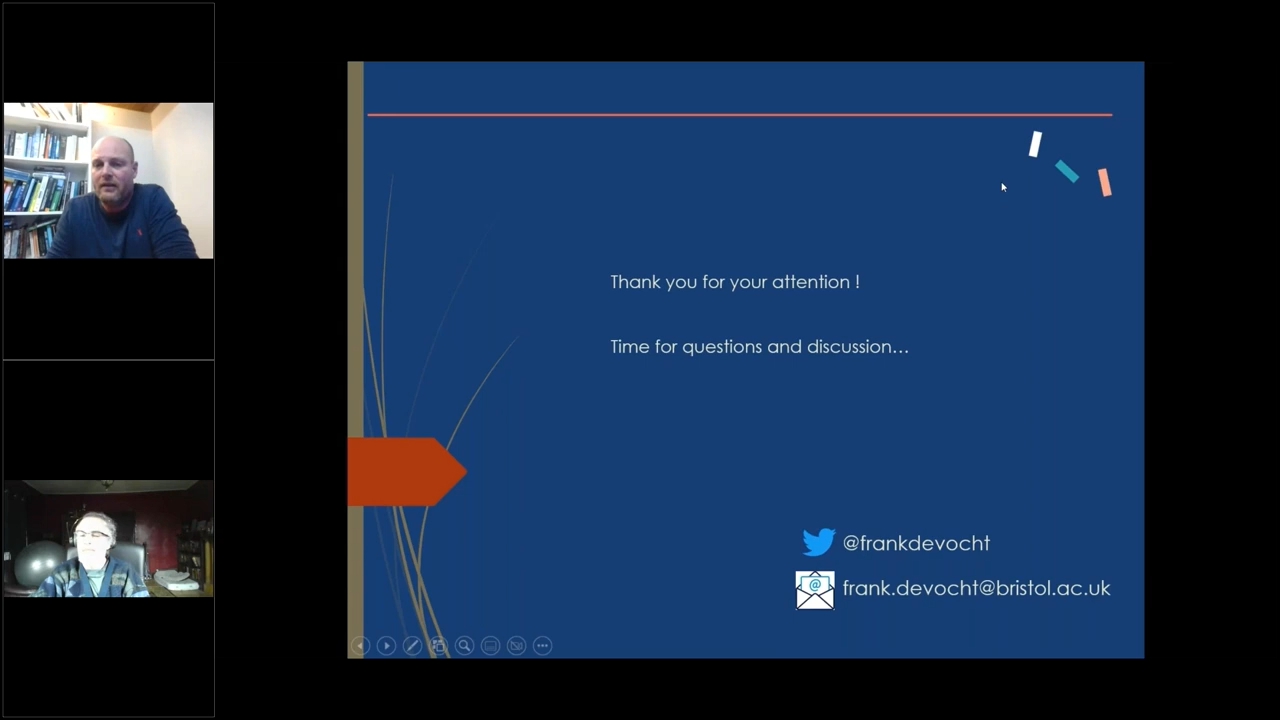 Thank you for your attention !
Time for questions and discussion...
@frankdevocht
@
frank.devocht@bristol.ac.uk